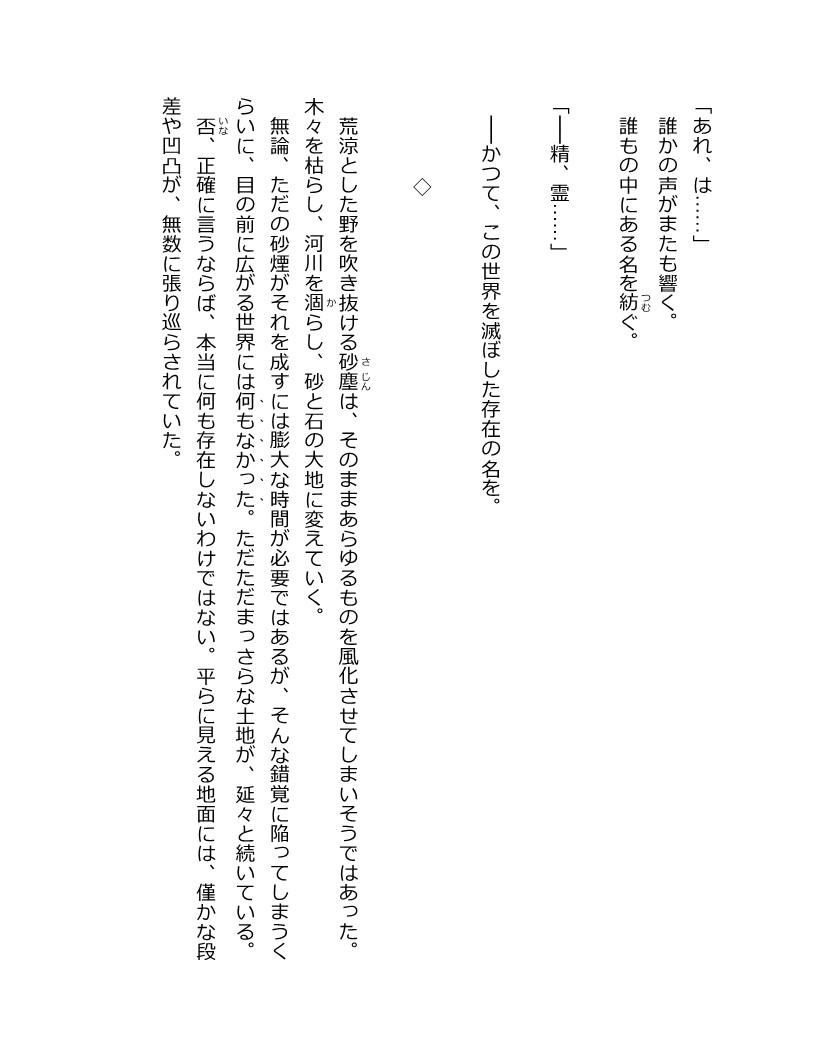 「あれ、は……」
　誰かの声がまたも響く。
　誰もの中にある名を紡ぐ。
「──精、霊……」
　──かつて、この世界を滅ぼした存在の名を。
◇
　荒涼とした野を吹き抜ける砂塵は、そのままあらゆるものを風化させてしまいそうではあった。
木々を枯らし、河川を涸らし、砂と石の大地に変えていく。
　無論、ただの砂煙がそれを成すには膨大な時間が必要ではあるが、そんな錯覚に陥ってしまうく
らいに、目の前に広がる世界には何もなかった。ただただまっさらな土地が、延々と続いている。
　否、正確に言うならば、本当に何も存在しないわけではない。平らに見える地面には、僅かな段
差や凹凸が、無数に張り巡らされていた。